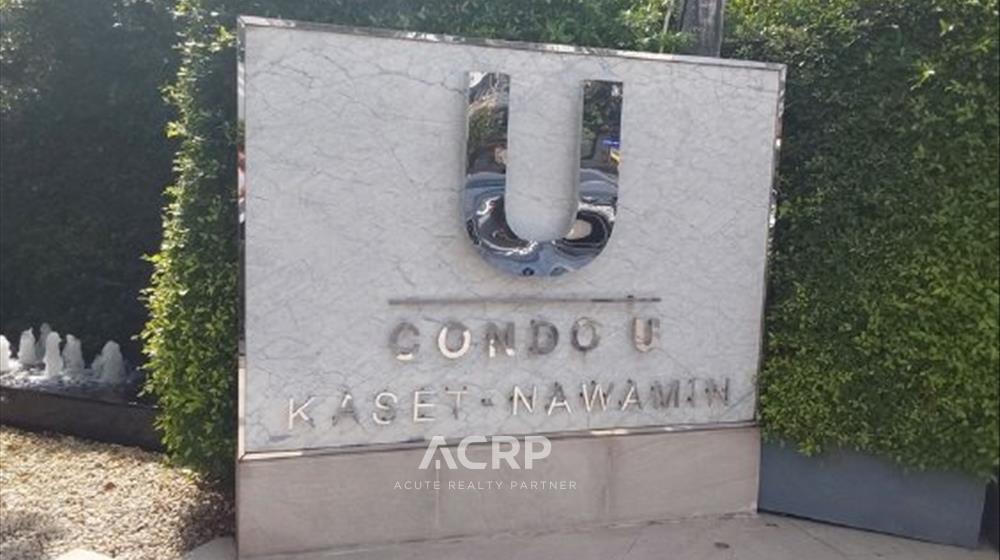 U
CONDO U
KASET-NAWAMIN
ACRP
ACUTE REALTY PARTNER